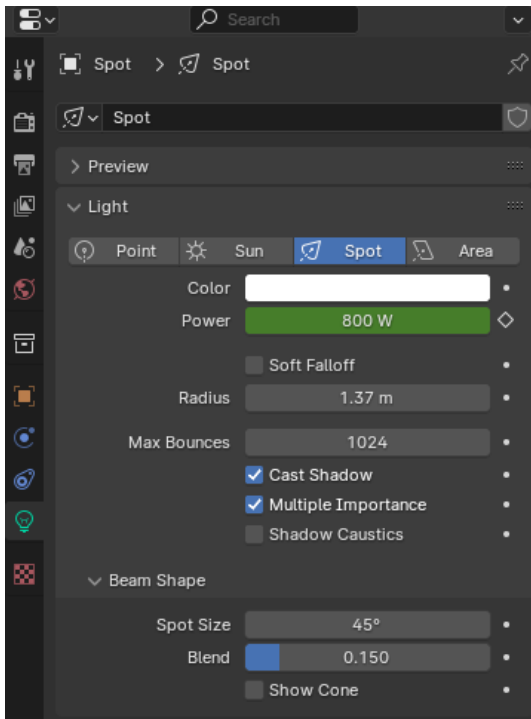 Search
Spot > Spot
Spot
Preview
Light
Point Sun Spot Area
Color
Power 800 W
Soft Falloff
Radius 1.37 m
Max Bounces 1024
Cast Shadow
Multiple Importance
Shadow Caustics
Beam Shape
Spot Size 45°
Blend 0.150
Show Cone